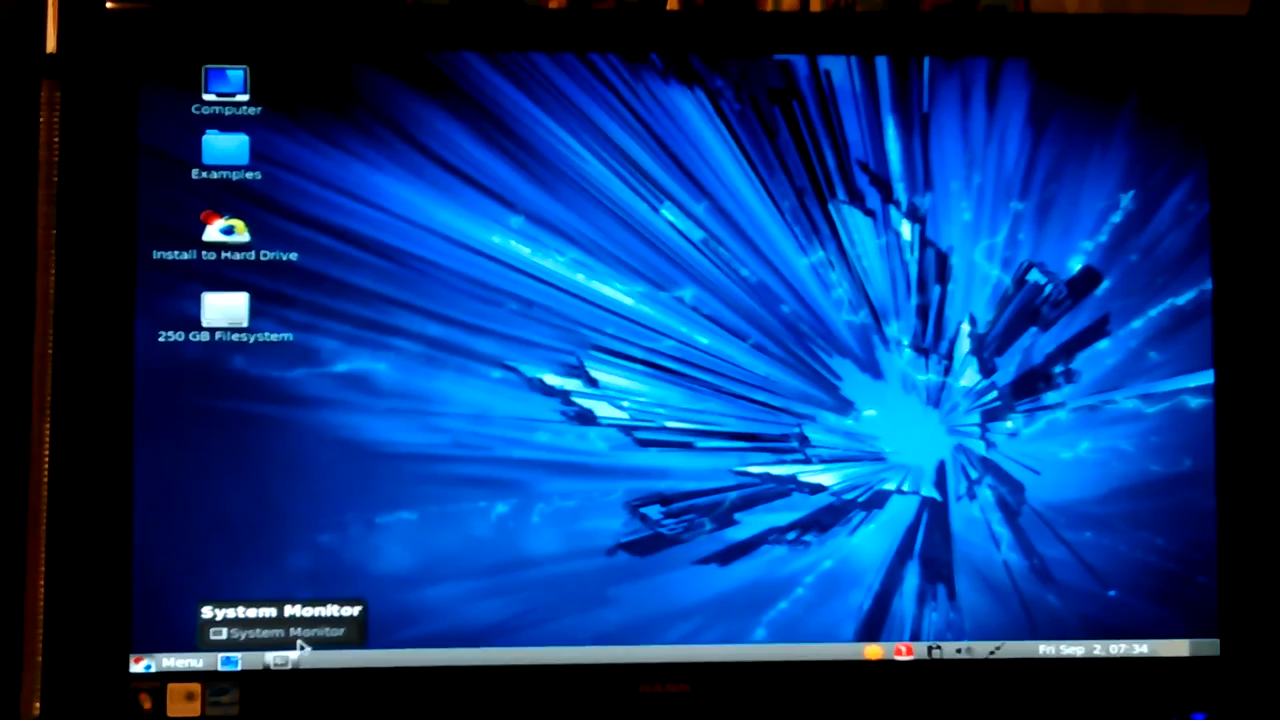 Computer
Examples
Install to Hard Drive
250 GB Filesystem
System Monitor
System Monitor
Menu
Fri Sep 2, 07:34